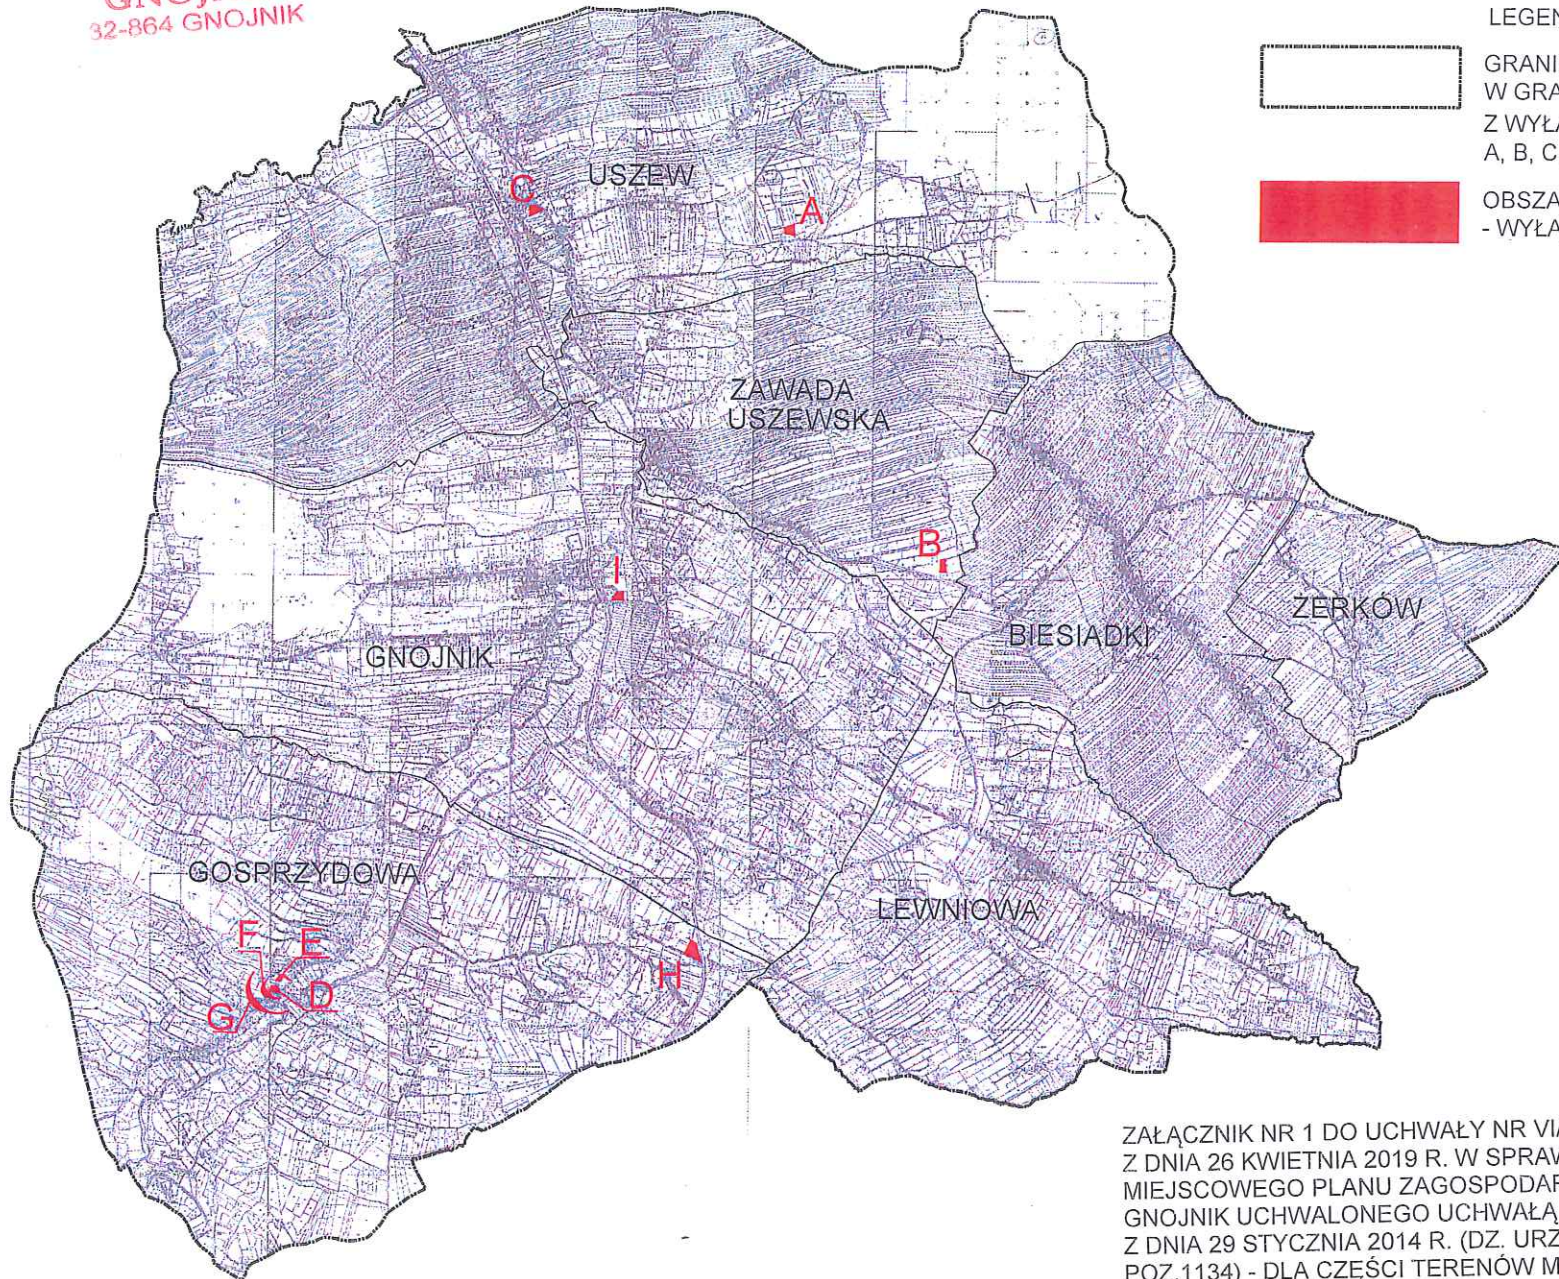 32-864 GNOJNIK
LEGEN
GRANI
W GRA
Z WYŁA
A, B, C
OBSZA
- WYŁA
C
USZEW
A
ZAWADA
USZEWSKA
B
I
ŻERKÓW
BIESIADKI
GNOJNIK
GOSPRZYDOWA
LEWNIOWA
F
E
H
D
G
ZAŁĄCZNIK NR 1 DO UCHWAŁY NR VI
Z DNIA 26 KWIETNIA 2019 R. W SPRAW
MIEJSCOWEGO PLANU ZAGOSPODAR
GNOJNIK UCHWALONEGO UCHWAŁĄ
Z DNIA 29 STYCZNIA 2014 R. (DZ. URZ
POZ.1134) - DLA CZEŚCI TERENÓW M